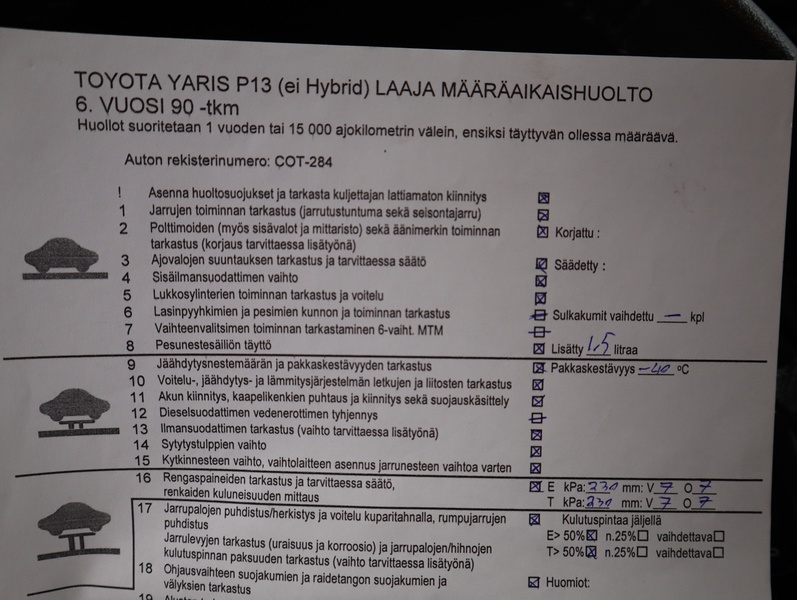 TOYOTA YARIS P13 (ei Hybrid) LAAJA MÄÄRÄAIKAISHUOLTO
6. VUOSI 90 -tkm
Huollot suoritetaan 1 vuoden tai 15 000 ajokilometrin välein, ensiksi täyttyvän ollessa määräävä.
Auton rekisterinumero: COT-284
! Asenna huoltosuojukset ja tarkasta kuljettajan lattiamaton kiinnitys
1 Jarrujen toiminnan tarkastus (jarrutustuntuma sekä seisontajarru)
2 Polttimoiden (myös sisävalot ja mittaristo) sekä äänimerkin toiminnan Korjattu :
tarkastus (korjaus tarvittaessa lisätyönä)
3 Ajovalojen suuntauksen tarkastus ja tarvittaessa säätö Säädetty :
4 Sisäilmansuodattimen vaihto
5 Lukkosylinterien toiminnan tarkastus ja voitelu
6 Lasinpyyhkimien ja pesimien kunnon ja toiminnan tarkastus Sulkakumit vaihdettu — kpl
7 Vaihteenvalitsimen toiminnan tarkastaminen 6-vaiht. MTM
8 Pesunestesäiliön täyttö Lisätty 1,5 litraa
9 Jäähdytysnestemäärän ja pakkaskestävyyden tarkastus Pakkaskestävyys -40 ºC
10 Voitelu-, jäähdytys- ja lämmitysjärjestelmän letkujen ja liitosten tarkastus
11 Akun kiinnitys, kaapelikenkien puhtaus ja kiinnitys sekä suojauskäsittely
12 Dieselsuodattimen vedenerottimen tyhjennys
13 Ilmansuodattimen tarkastus (vaihto tarvittaessa lisätyönä)
14 Sytytystulppien vaihto
15 Kytkinnesteen vaihto, vaihtolaitteen asennus jarrunesteen vaihtoa varten
16 Rengaspaineiden tarkastus ja tarvittaessa säätö, E kPa: 230 mm: V 7 O 7
renkaiden kuluneisuuden mittaus T kPa: 230 mm: V 7 O 7
17 Jarrupalojen puhdistus/herkistys ja voitelu kuparitahnalla, rumpujarrujen Kulutuspintaa jäljellä
puhdistus E> 50% n.25% vaihdettava
Jarrulevyjen tarkastus (uraisuus ja korroosio) ja jarrupalojen/hihnojen T> 50% n.25% vaihdettava
kulutuspinnan paksuuden tarkastus (vaihto tarvittaessa lisätyönä)
18 Ohjausvaihteen suojakumien ja raidetangon suojakumien ja Huomiot:
välyksien tarkastus
19